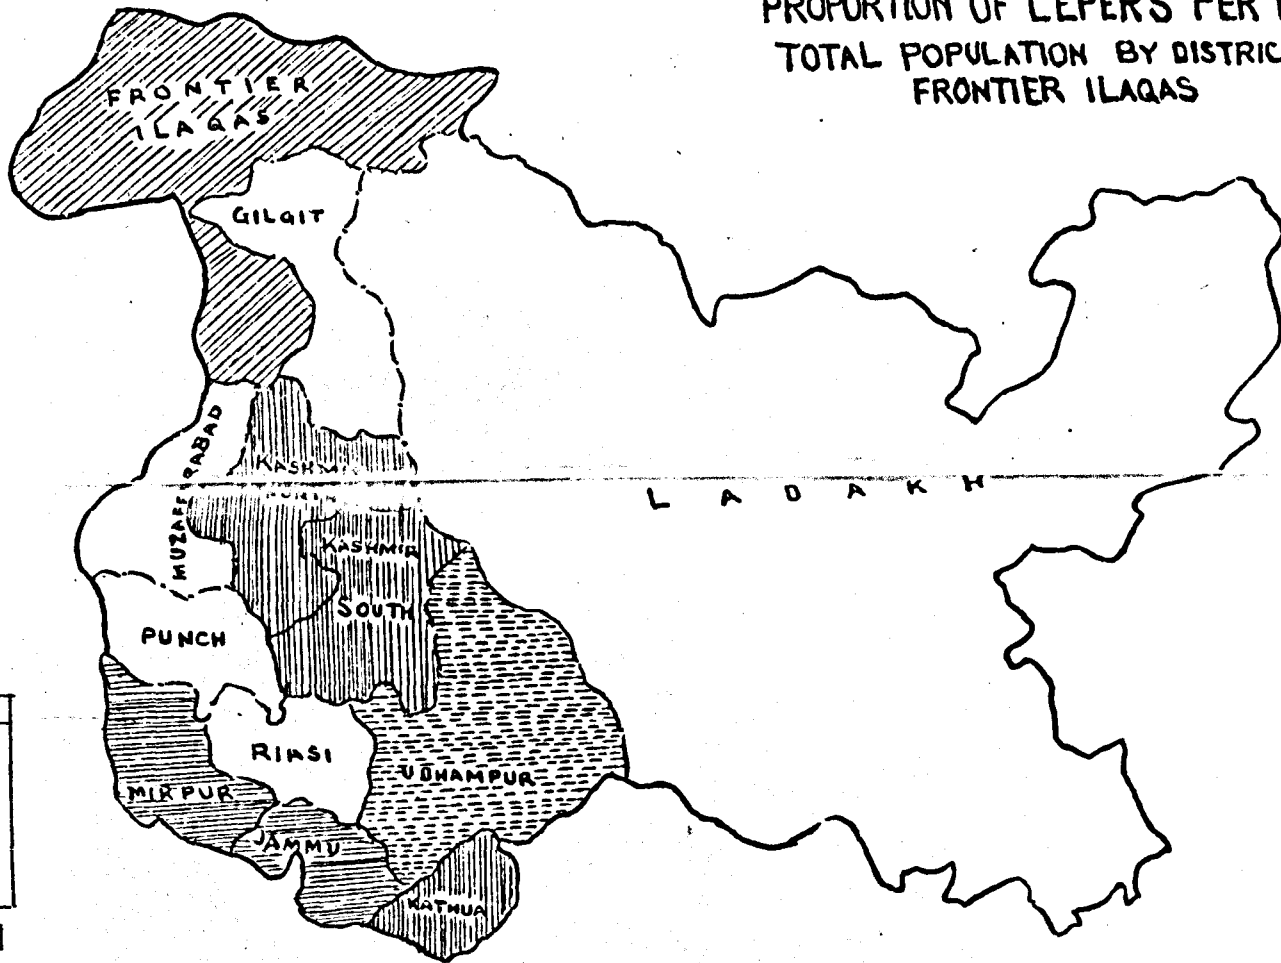 PROPORTION OF LEPERS PER
TOTAL POPULATION BY DISTRIC
FRONTIER ILAQAS
FRONTIER
ILAQAS
GILGIT
MUZAFFARABAD
KASHMIR
LADAKH
KASHMIR
SOUTH
PUNCH
RIASI
UDHAMPUR
MIRPUR
JAMMU
KATHUA